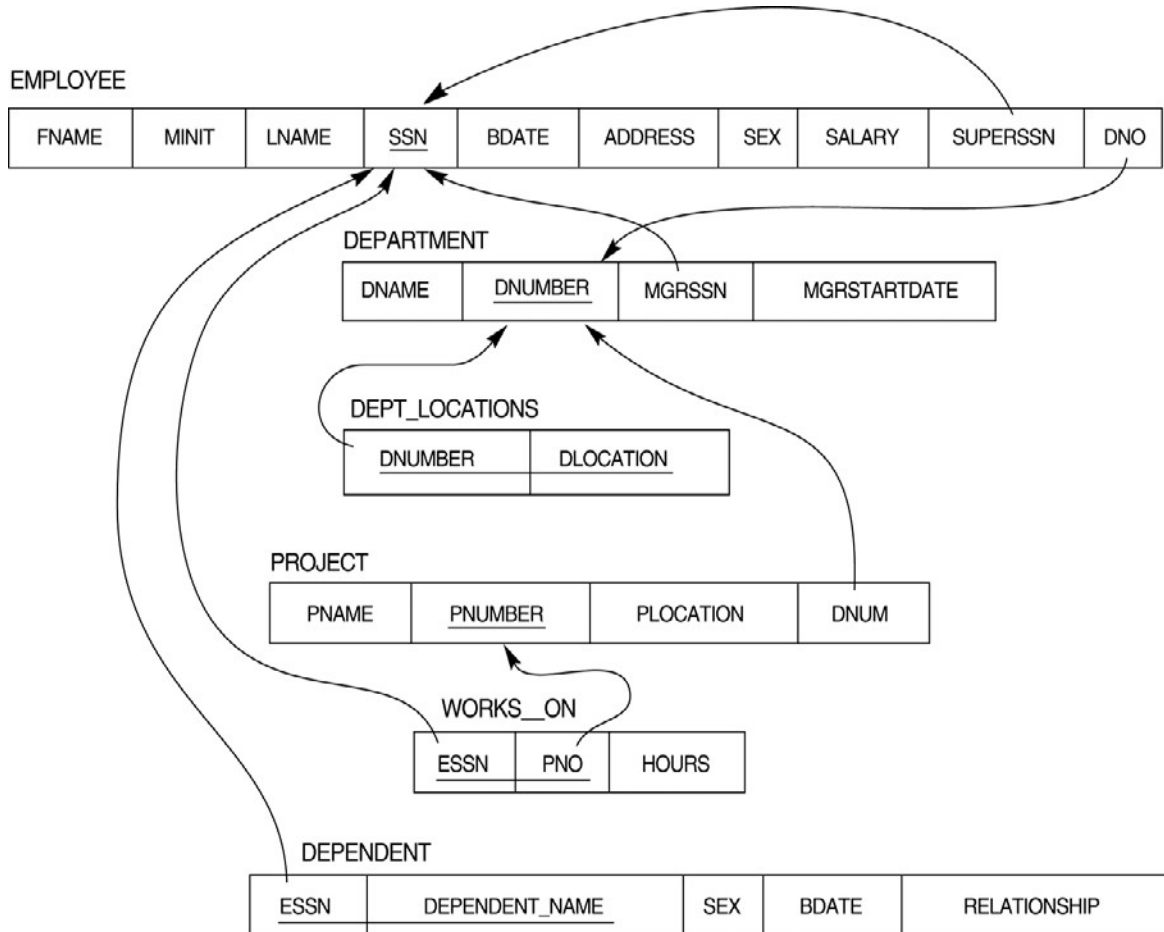 EMPLOYEE
FNAME MINIT LNAME SSN BDATE ADDRESS SEX SALARY SUPERSSN DNO
DEPARTMENT
DNAME DNUMBER MGRSSN MGRSTARTDATE
DEPT_LOCATIONS
DNUMBER DLOCATION
PROJECT
PNAME PNUMBER PLOCATION DNUM
WORKS__ON
ESSN PNO HOURS
DEPENDENT
ESSN DEPENDENT_NAME SEX BDATE RELATIONSHIP